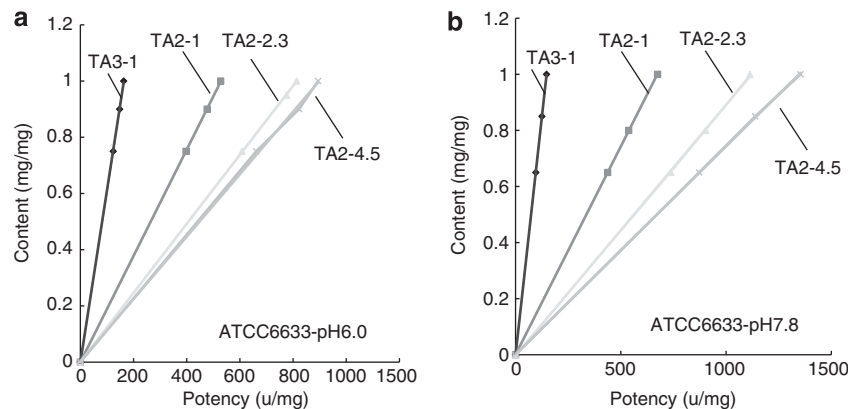 a
1.2
1
0.8
0.6
0.4
0.2
0
Content (mg/mg)
TA3-1
TA2-1
TA2-2.3
TA2-4.5
ATCC6633-pH6.0
0 200 400 600 800 1000 1500
Potency (u/mg)
b
1.2
1
0.8
0.6
0.4
0.2
0
Content (mg/mg)
TA3-1
TA2-1
TA2-2.3
TA2-4.5
ATCC6633-pH7.8
0 500 1000 1500
Potency (u/mg)